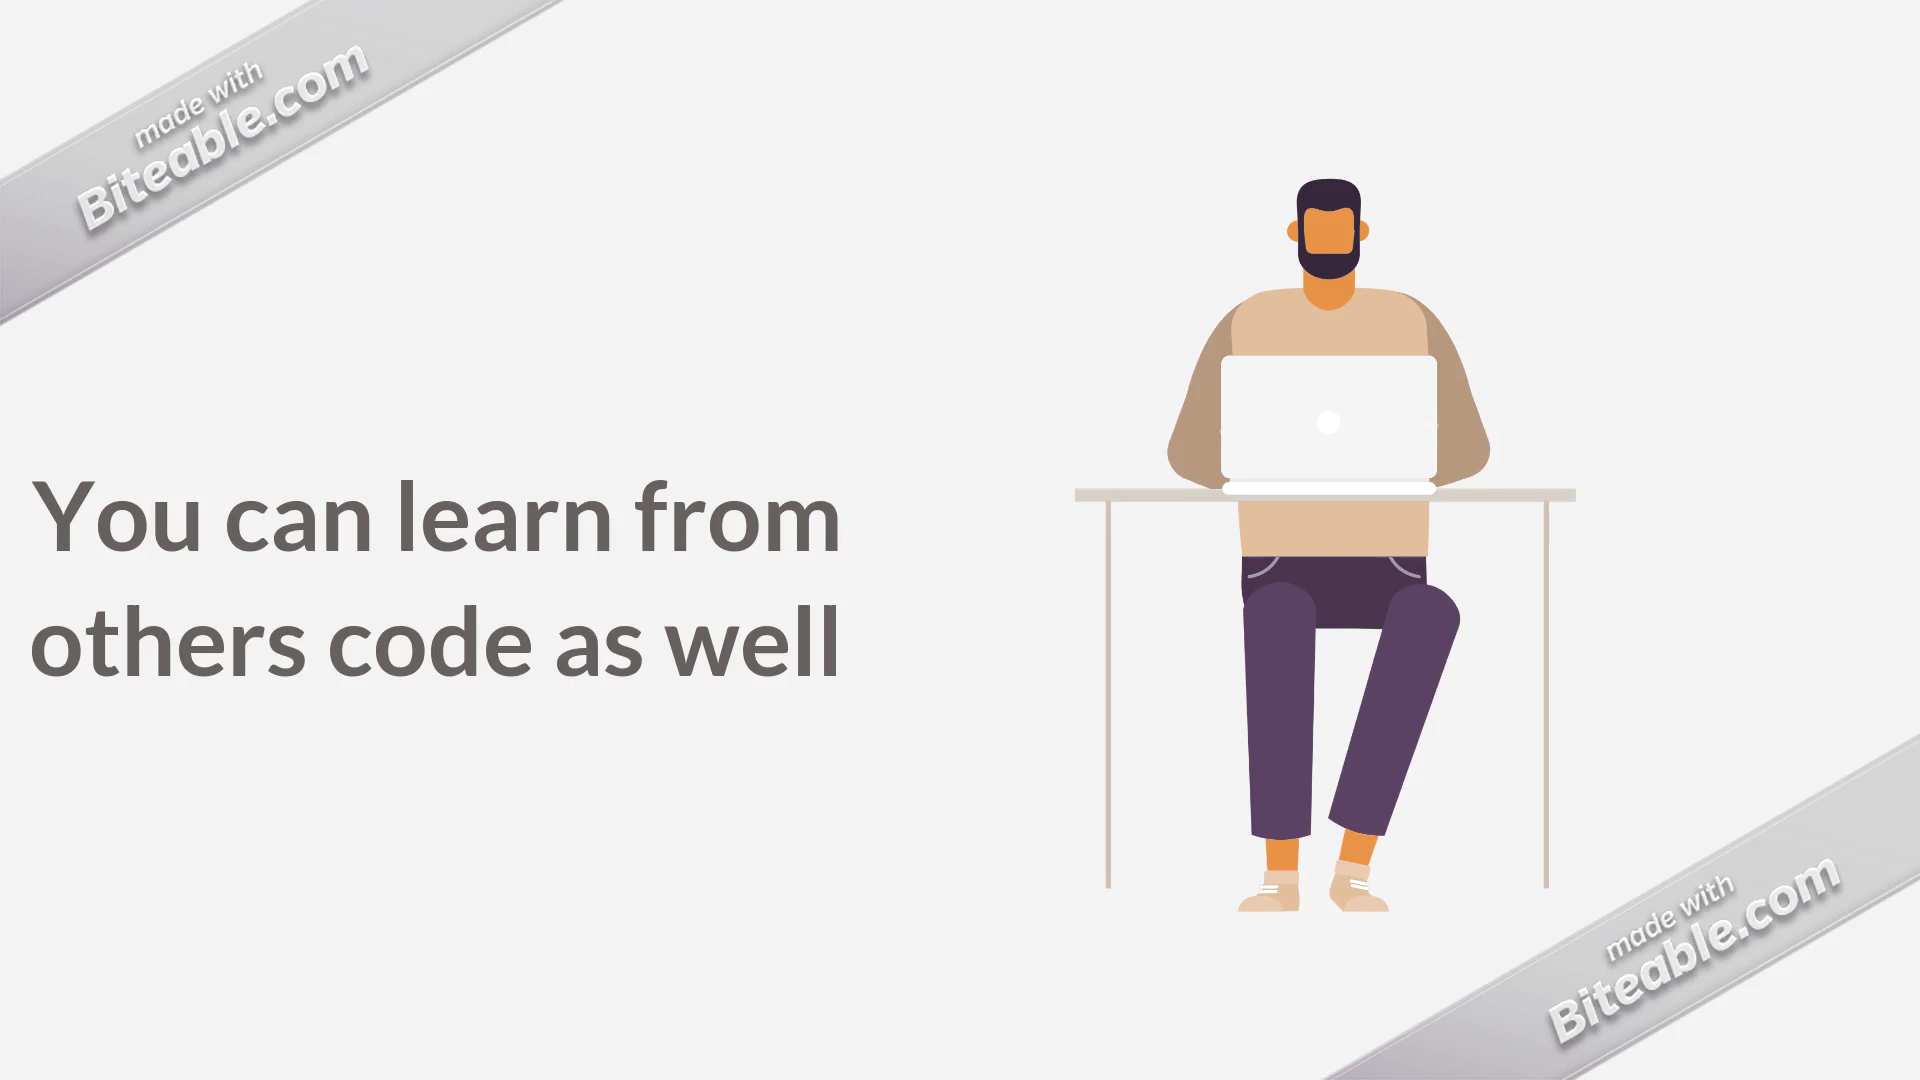 made with
Biteable.com
You can learn from
others code as well
made with
Biteable.com